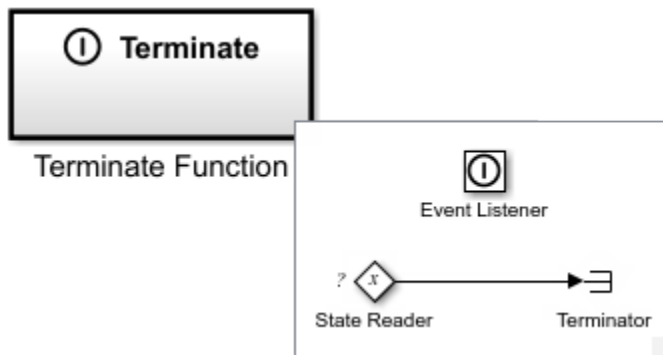 Terminate
Terminate Function
Event Listener
? x
State Reader
Terminator